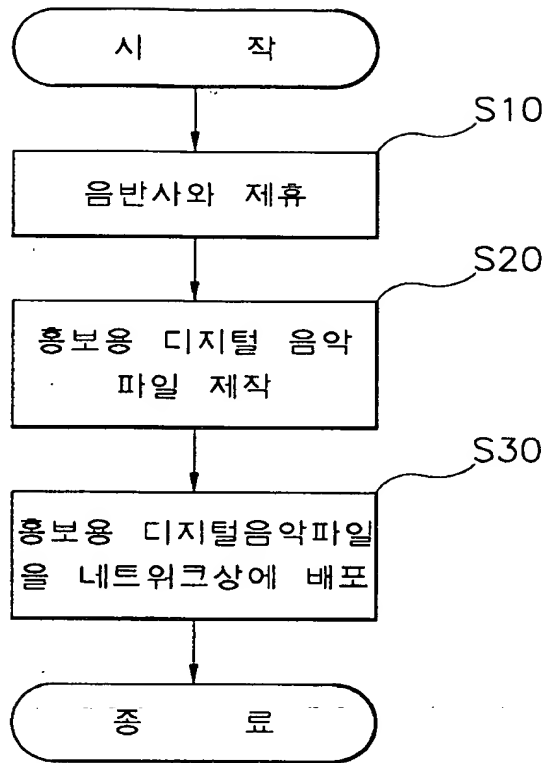 시 작
S10
음반사와 제휴
S20
홍보용 디지털 음악
파일 제작
S30
홍보용 디지털음악파일
을 네트워크상에 배포
종 료